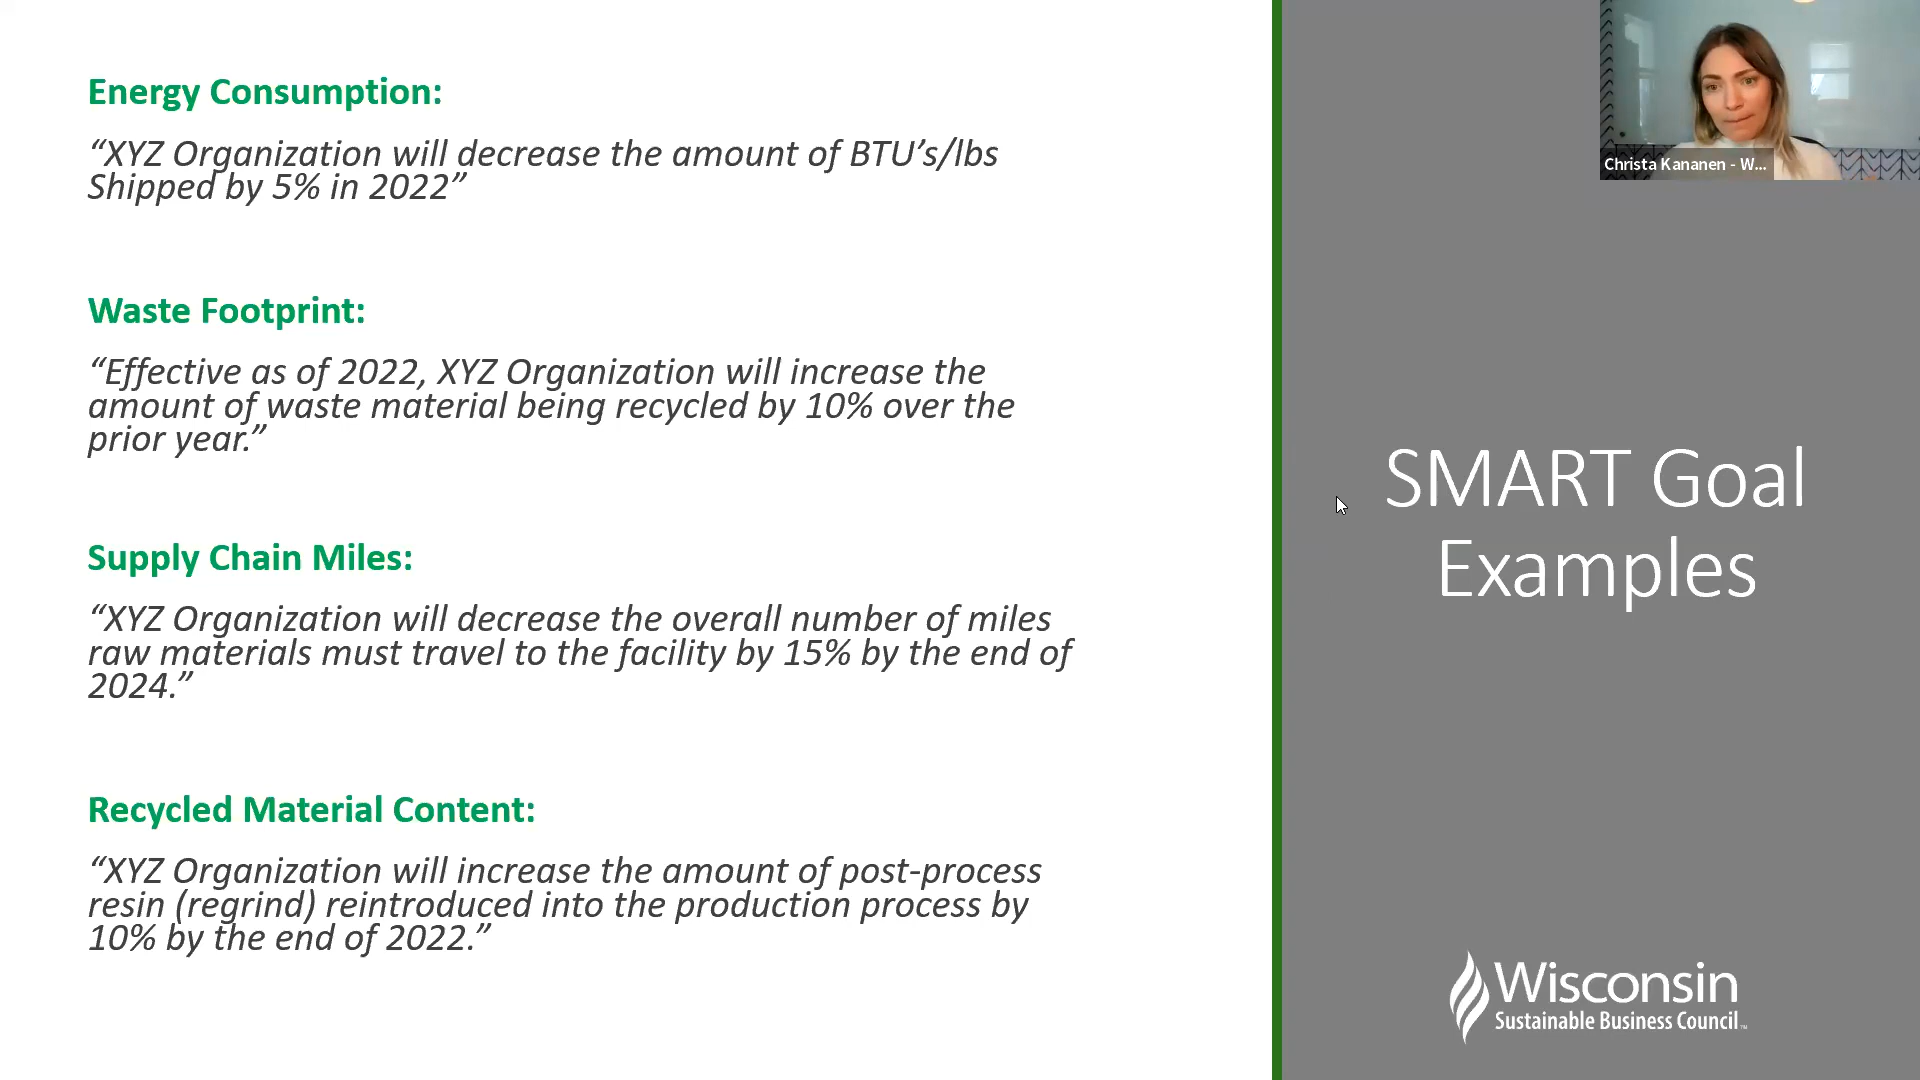 Energy Consumption:
“XYZ Organization will decrease the amount of BTU’s/lbs
Shipped by 5% in 2022”
Waste Footprint:
“Effective as of 2022, XYZ Organization will increase the
amount of waste material being recycled by 10% over the
prior year.”
Supply Chain Miles:
“XYZ Organization will decrease the overall number of miles
raw materials must travel to the facility by 15% by the end of
2024.”
Recycled Material Content:
“XYZ Organization will increase the amount of post-process
resin (regrind) reintroduced into the production process by
10% by the end of 2022.”
Christa Kananen - W...
SMART Goal
Examples
Wisconsin
Sustainable Business Council™